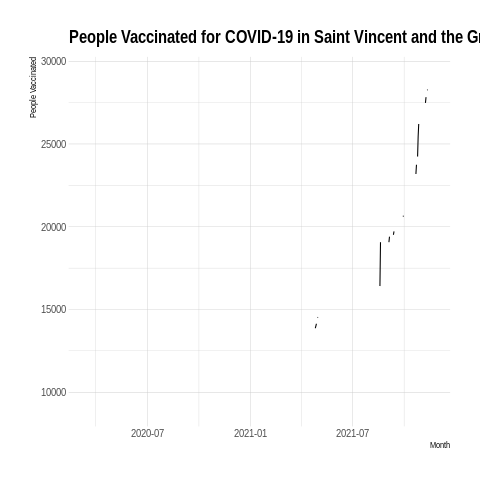 People Vaccinated for COVID-19 in Saint Vincent and the
People Vaccinated
30000
25000
20000
15000
10000
2020-07
2021-01
2021-07
Month